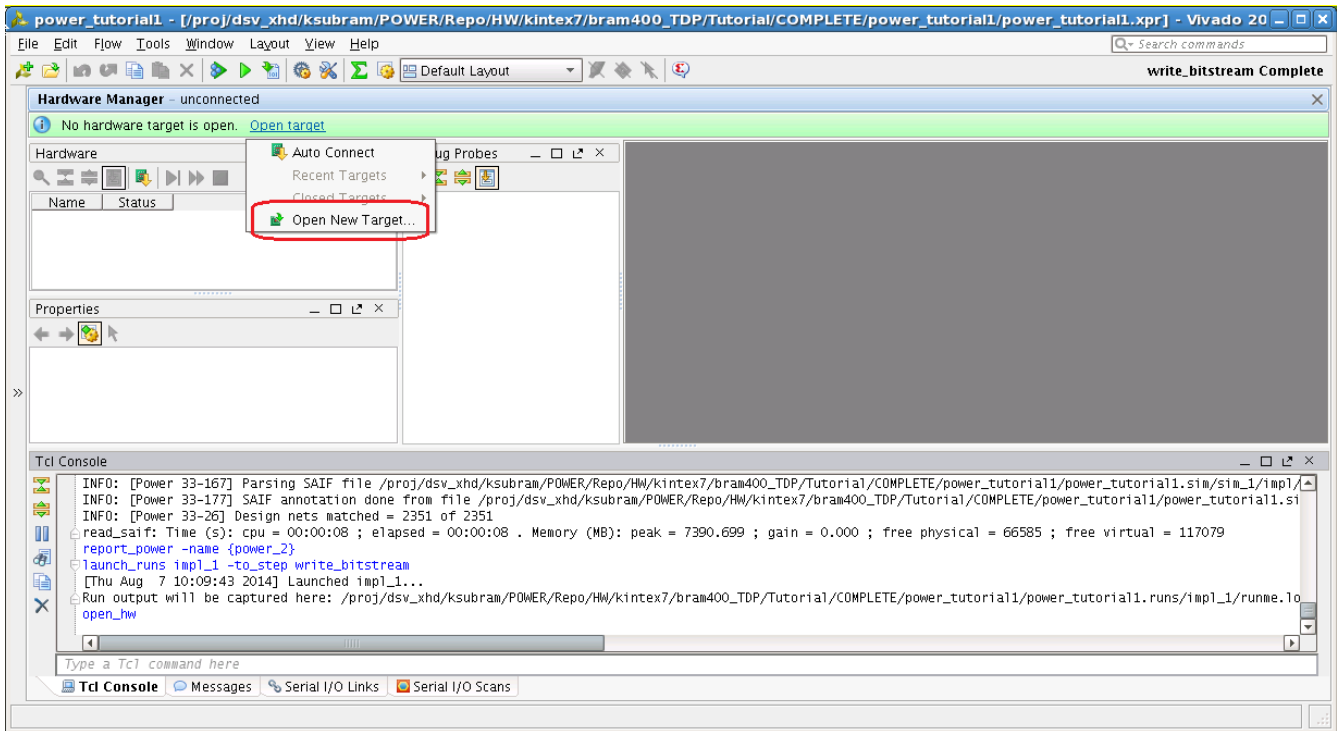 power_tutorial1 - [/proj/dsv_xhd/ksubram/POWER/Repo/HW/kintex7/bram400_TDP/Tutorial/COMPLETE/power_tutorial1/power_tutorial1.xpr] - Vivado 20
File Edit Flow Tools Window Layout View Help
Search commands
Default Layout
write_bitstream Complete
Hardware Manager - unconnected
No hardware target is open. Open target
Hardware
ug Probes
Auto Connect
Recent Targets
Closed Targets
Open New Target...
Name Status
Properties
Tcl Console
INFO: [Power 33-167] Parsing SAIF file /proj/dsv_xhd/ksubram/POWER/Repo/HW/kintex7/bram400_TDP/Tutorial/COMPLETE/power_tutorial1/power_tutorial1.sim/sim_1/impl/
INFO: [Power 33-177] SAIF annotation done from file /proj/dsv_xhd/ksubram/POWER/Repo/HW/kintex7/bram400_TDP/Tutorial/COMPLETE/power_tutorial1/power_tutorial1.si
INFO: [Power 33-26] Design nets matched = 2351 of 2351
read_saif: Time (s): cpu = 00:00:08 ; elapsed = 00:00:08 . Memory (MB): peak = 7390.699 ; gain = 0.000 ; free physical = 66585 ; free virtual = 117079
report_power -name {power_2}
launch_runs impl_1 -to_step write_bitstream
[Thu Aug 7 10:09:43 2014] Launched impl_1...
Run output will be captured here: /proj/dsv_xhd/ksubram/POWER/Repo/HW/kintex7/bram400_TDP/Tutorial/COMPLETE/power_tutorial1/power_tutorial1.runs/impl_1/runme.lo
open_hw
Type a Tcl command here
Tcl Console Messages Serial I/O Links Serial I/O Scans